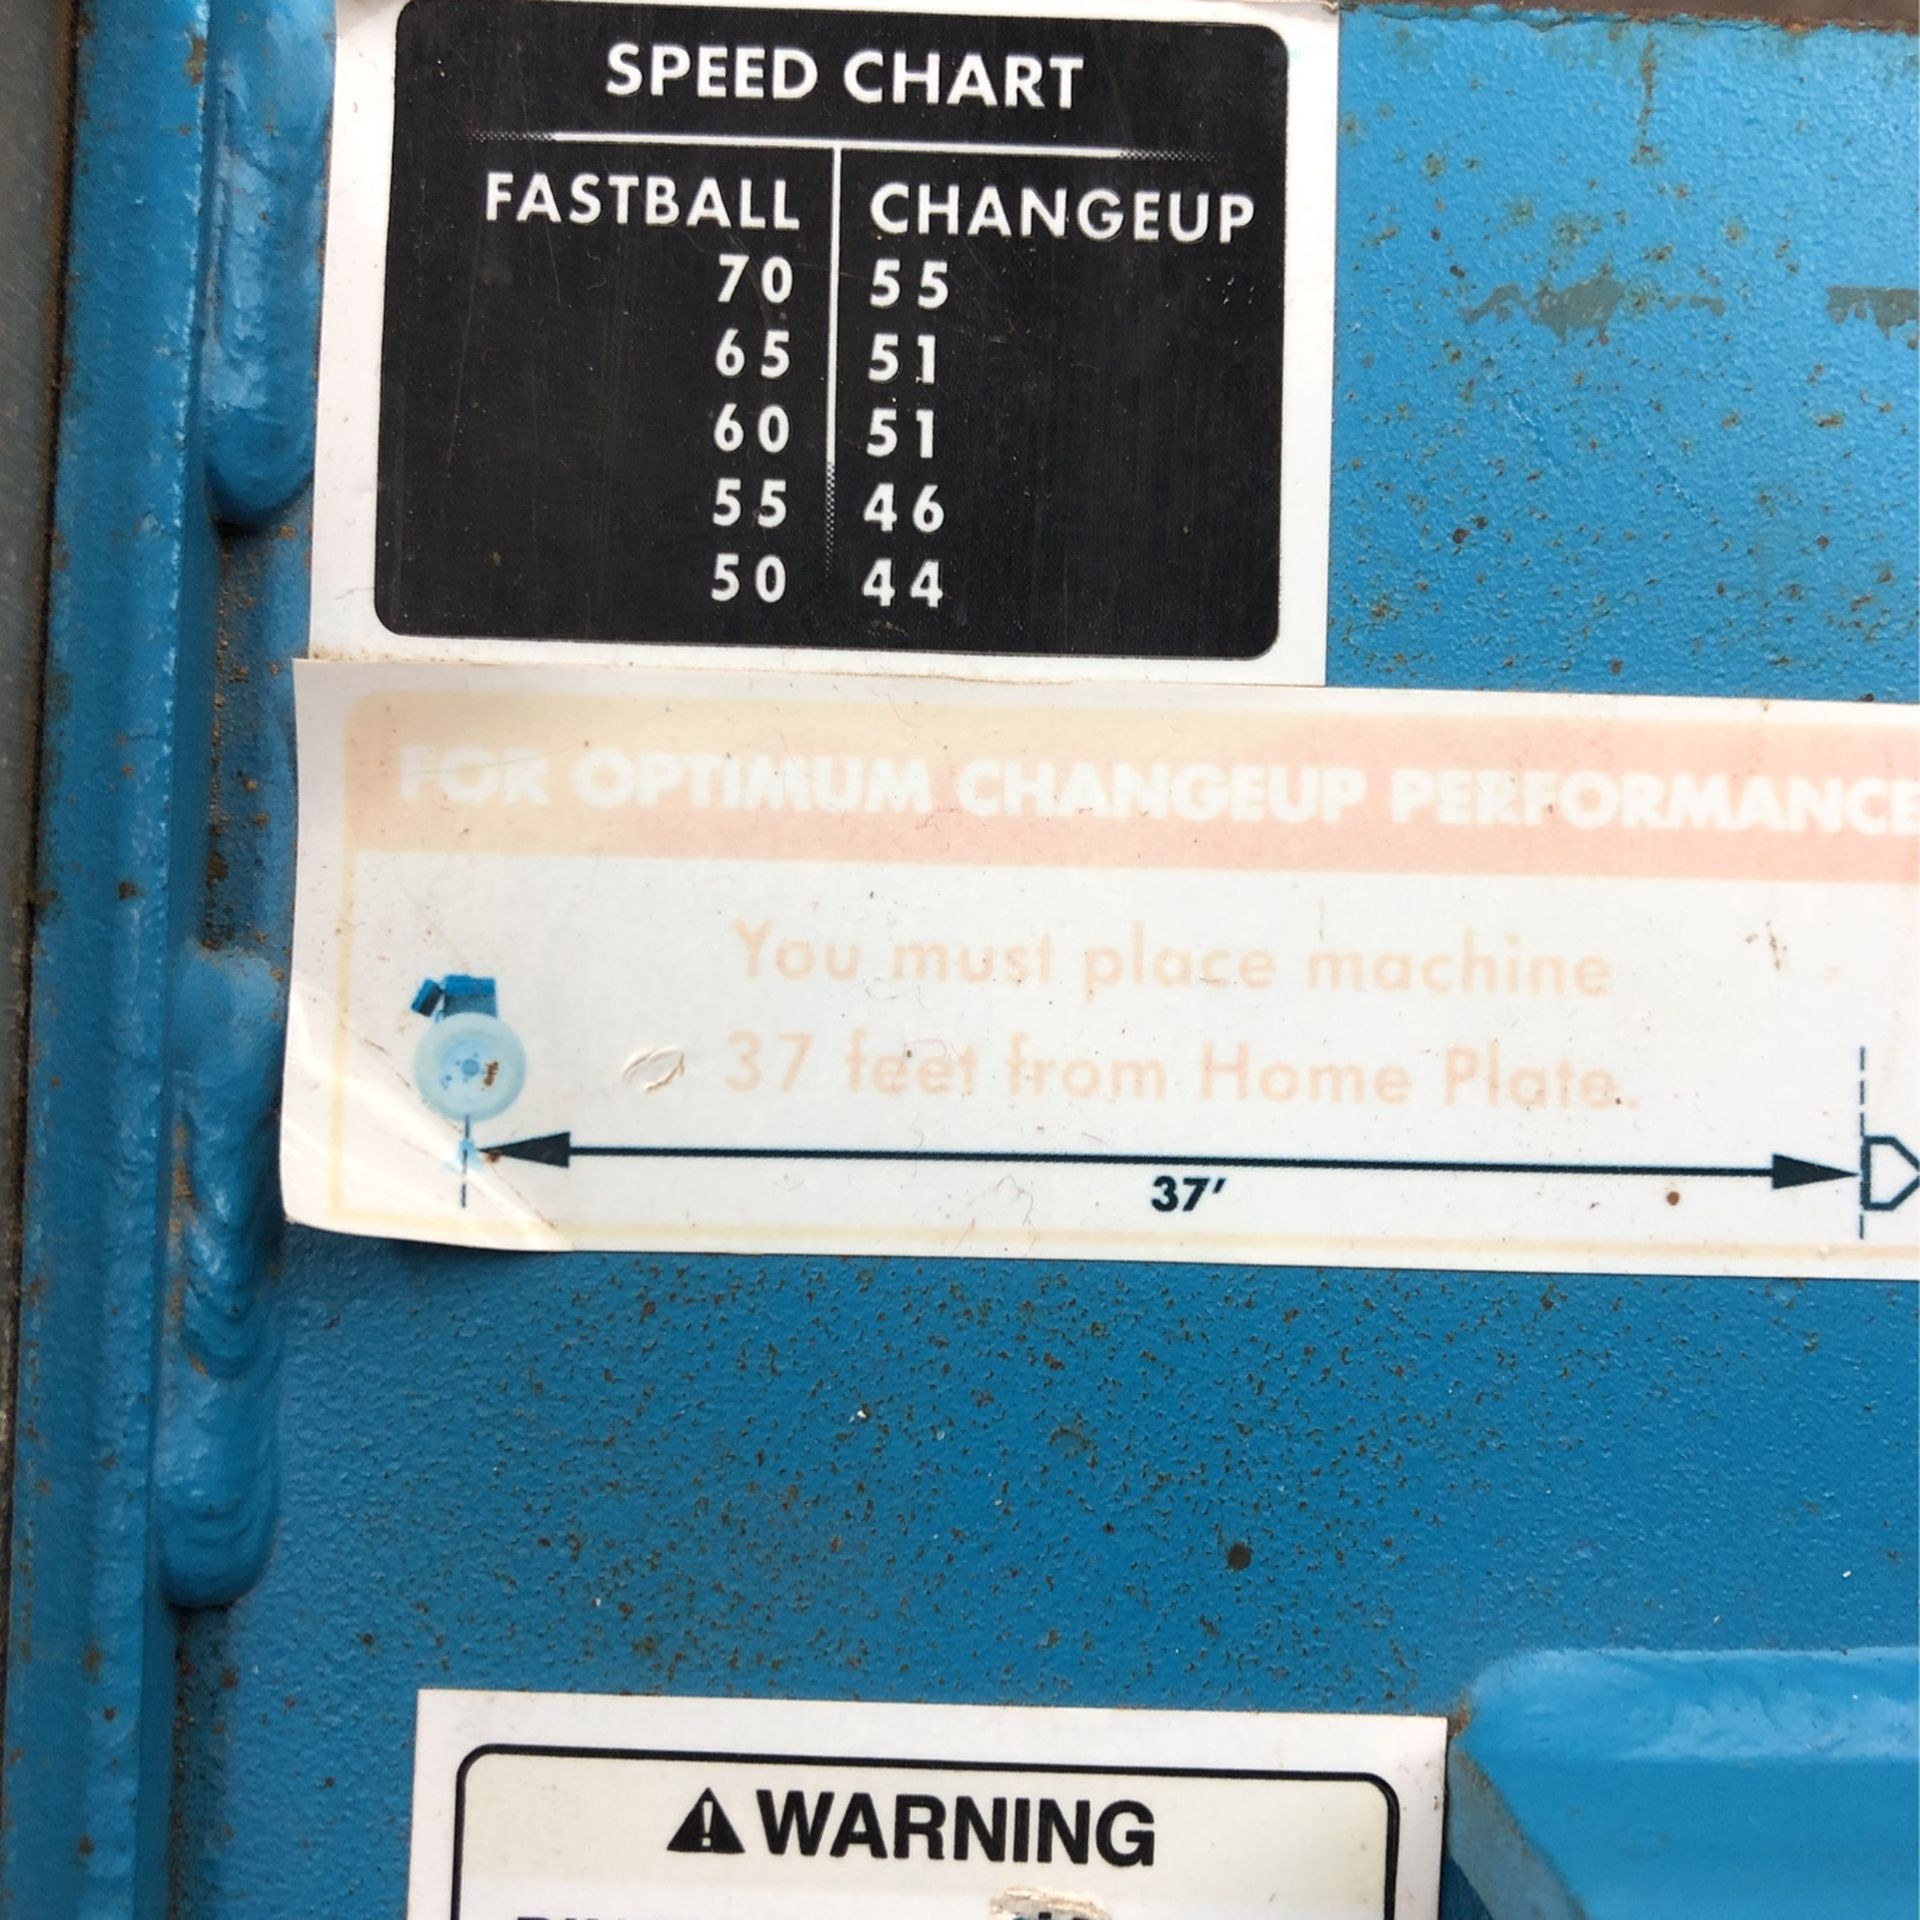 SPEED CHART
FASTBALL CHANGEUP
70 55
65 51
60 51
55 46
50 44
FOR OPTIMUM CHANGEUP PERFORMANCE
You must place machine
37 feet from Home Plate.
37'
WARNING